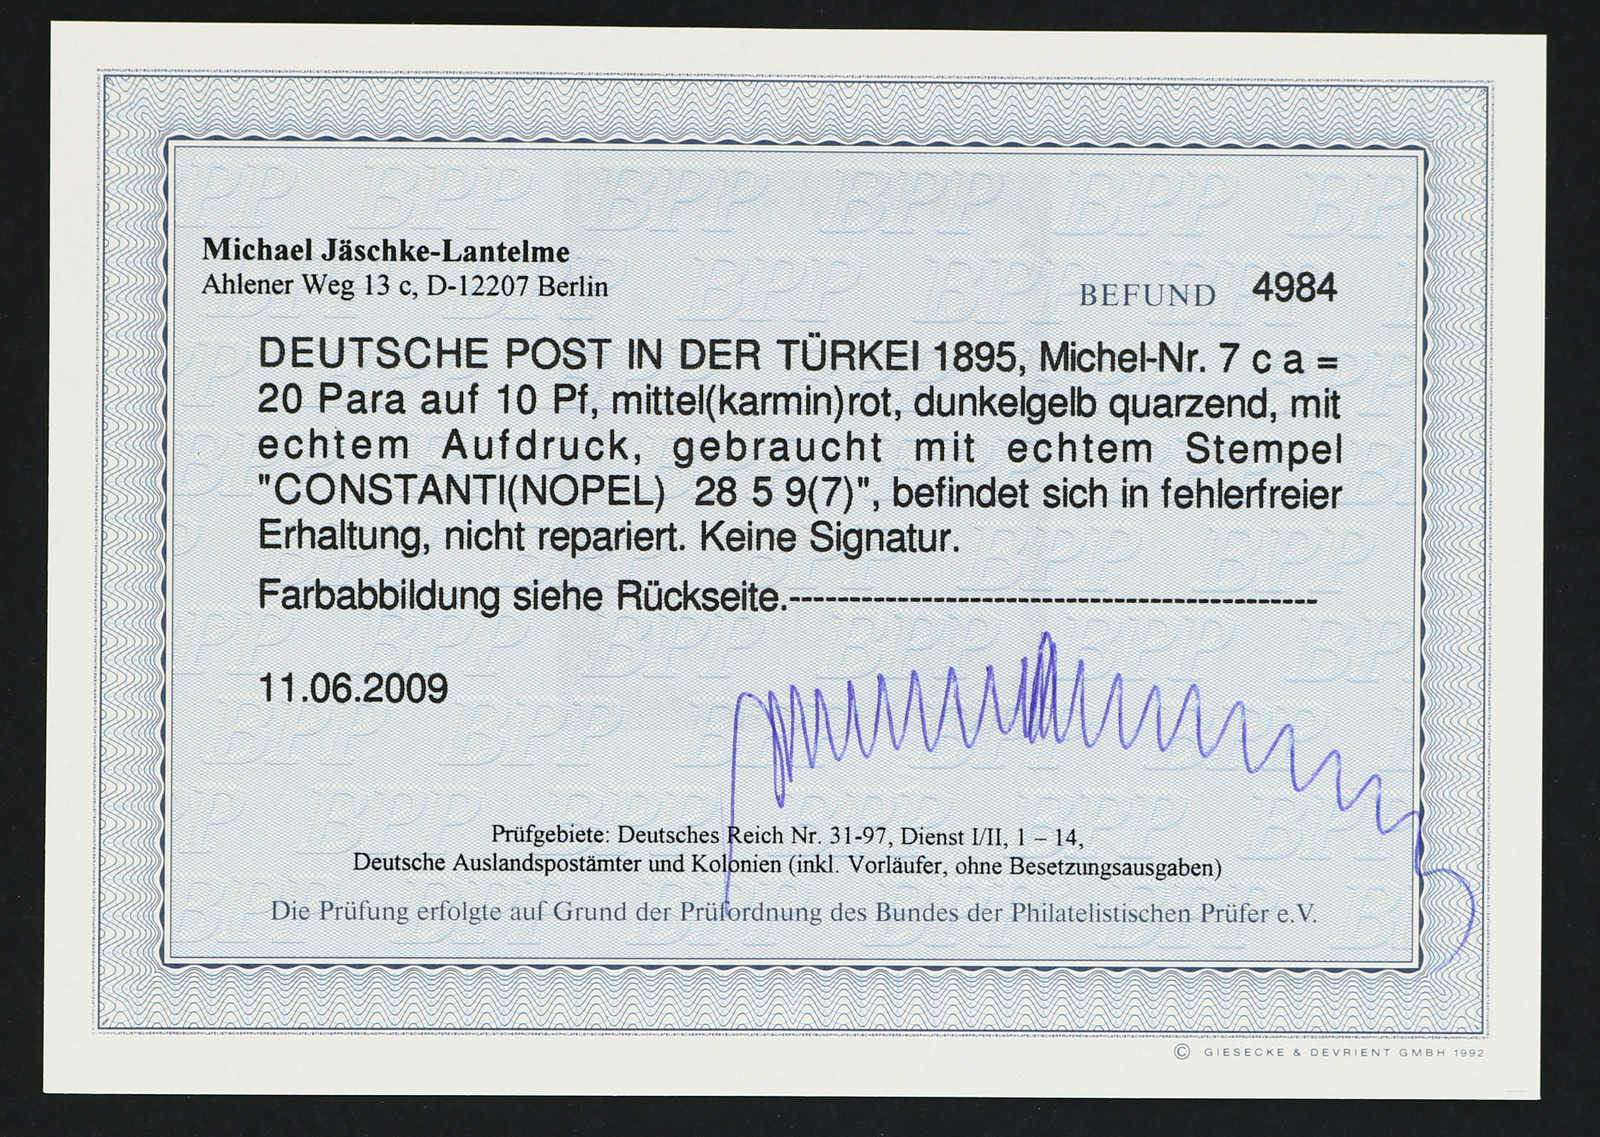 Michael Jäschke-Lantelme
Ahlener Weg 13 c, D-12207 Berlin
BEFUND 4984
DEUTSCHE POST IN DER TÜRKEI 1895, Michel-Nr. 7 c a =
20 Para auf 10 Pf, mittel(karmin)rot, dunkelgelb quarzend, mit
echtem Aufdruck, gebraucht mit echtem Stempel
"CONSTANTI(NOPEL) 28 5 9(7)", befindet sich in fehlerfreier
Erhaltung, nicht repariert. Keine Signatur.
Farbabbildung siehe Rückseite.--------------------------------------------
11.06.2009
Prüfgebiete: Deutsches Reich Nr. 31-97, Dienst I/II, 1 – 14,
Deutsche Auslandspostämter und Kolonien (inkl. Vorläufer, ohne Besetzungsausgaben)
Die Prüfung erfolgte auf Grund der Prüfordnung des Bundes der Philatelistischen Prüfer e.V.
© GIESECKE & DEVRIENT GMBH 1992